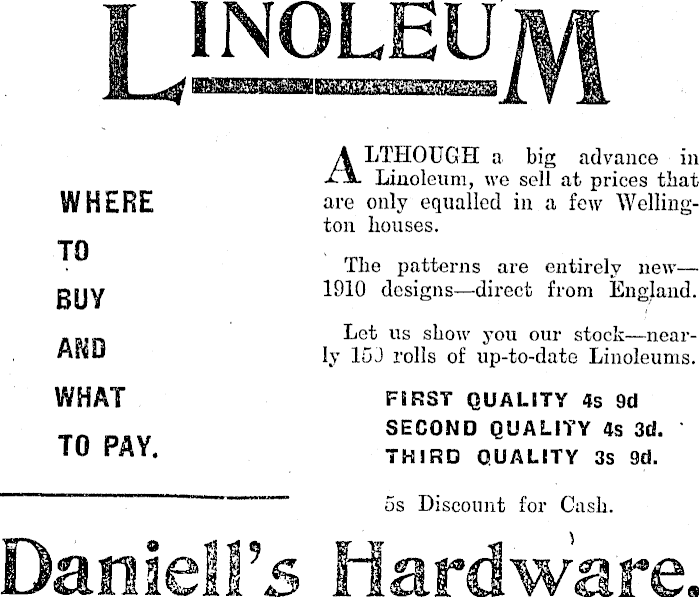 LINOLEUM
WHERE
TO
BUY
AND
WHAT
TO PAY.
ALTHOUGH a big advance in
Linoleum, we sell at prices that
are only equalled in a few Welling-
ton houses.
The patterns are entirely new—
1910 designs—direct from England.
Let us show you our stock—near-
ly 150 rolls of up-to-date Linoleums.
FIRST QUALITY 4s 9d
SECOND QUALITY 4s 3d.
THIRD QUALITY 3s 9d.
5s Discount for Cash.
Daniell's Hardware.